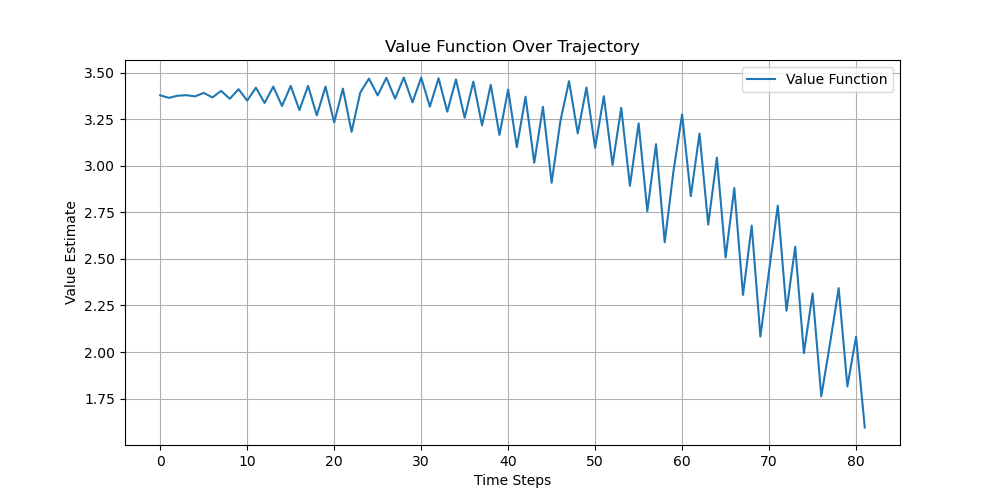 Value Function Over Trajectory
Value Function
Value Estimate
3.50
3.25
3.00
2.75
2.50
2.25
2.00
1.75
0 10 20 30 40 50 60 70 80
Time Steps